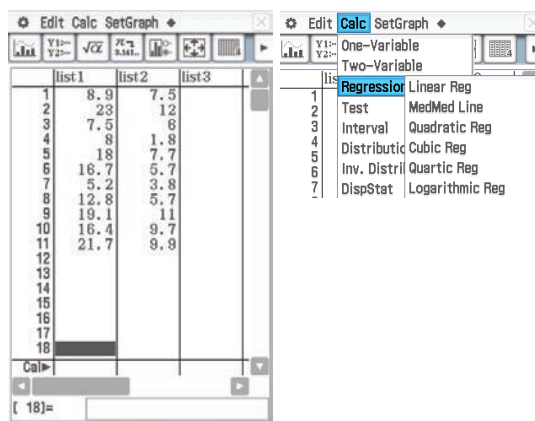 Edit Calc SetGraph ◆
Y1:--
Y2:--
√α
list1 list2 list3
1 8.9 7.5
2 23 12
3 7.5 6
4 8 1.8
5 18 7.7
6 16.7 5.7
7 5.2 3.8
8 12.8 5.7
9 19.1 11
10 16.4 9.7
11 21.7 9.9
12
13
14
15
16
17
18
Cal▶
[ 18]=
Edit Calc SetGraph ◆
Y1:--
Y2:--
One-Variable
Two-Variable
lis
Regression Linear Reg
1
Test MedMed Line
2
Interval Quadratic Reg
3
Distributio Cubic Reg
4
5
Inv. Distri Quartic Reg
6
DispStat Logarithmic Reg
7